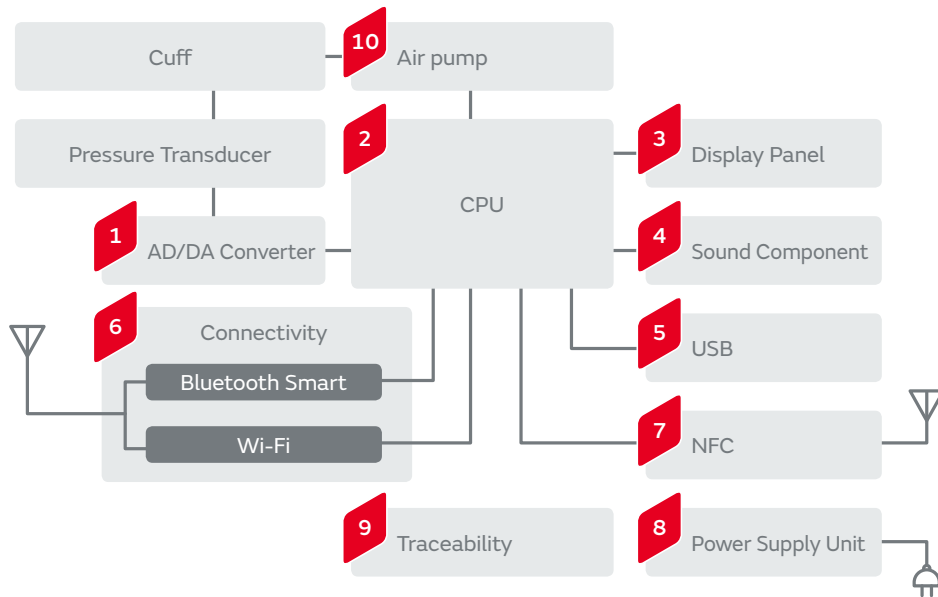 Cuff
10
Air pump
Pressure Transducer
2
CPU
3
Display Panel
1
AD/DA Converter
4
Sound Component
6
Connectivity
Bluetooth Smart
Wi-Fi
5
USB
7
NFC
9
Traceability
8
Power Supply Unit